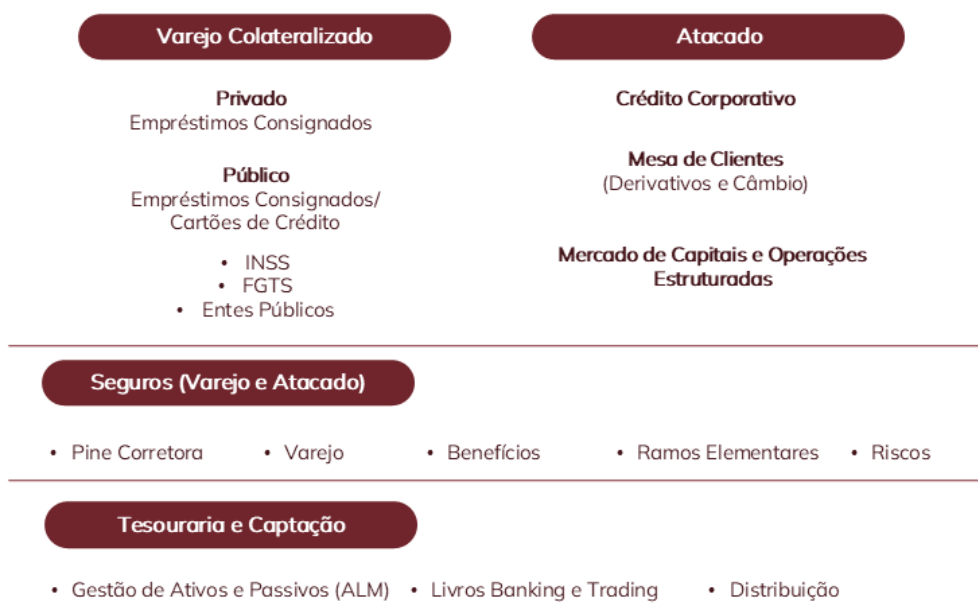 Varejo Colateralizado
Atacado
Privado
Empréstimos Consignados
Público
Empréstimos Consignados/
Cartões de Crédito
• INSS
• FGTS
• Entes Públicos
Crédito Corporativo
Mesa de Clientes
(Derivativos e Câmbio)
Mercado de Capitais e Operações
Estruturadas
Seguros (Varejo e Atacado)
• Pine Corretora • Varejo • Benefícios • Ramos Elementares • Riscos
Tesouraria e Captação
• Gestão de Ativos e Passivos (ALM) • Livros Banking e Trading • Distribuição